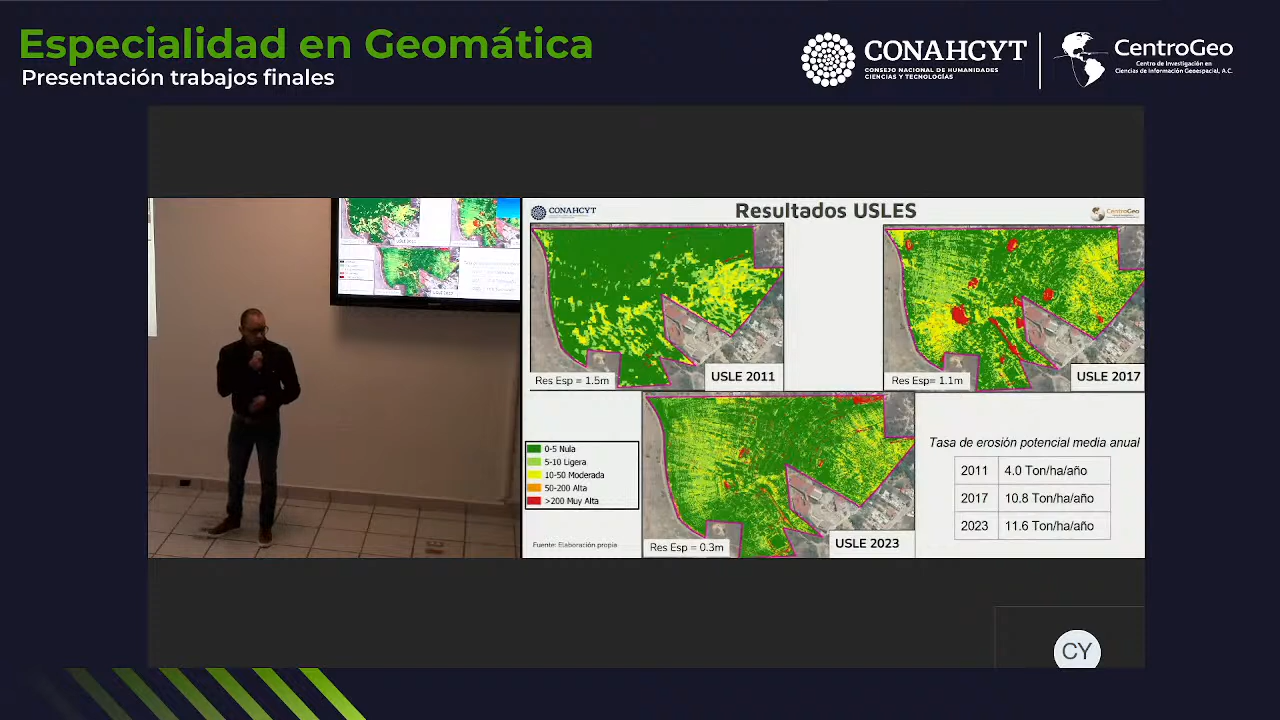 Especialidad en Geomática
Presentación trabajos finales
CONAHCYT
CONSEJO NACIONAL DE HUMANIDADES
CIENCIAS Y TECNOLOGÍAS
CentroGeo
Centro de Investigación en
Ciencias de Información Geoespacial, A.C.
CONAHCYT
Resultados USLES
CentroGeo
Res Esp = 1.5m
USLE 2011
Res Esp= 1.1m
USLE 2017
0-5 Nula
5-10 Ligera
10-50 Moderada
50-200 Alta
>200 Muy Alta
Fuente: Elaboración propia
Res Esp = 0.3m
USLE 2023
Tasa de erosión potencial media anual
2011 4.0 Ton/ha/año
2017 10.8 Ton/ha/año
2023 11.6 Ton/ha/año
CY